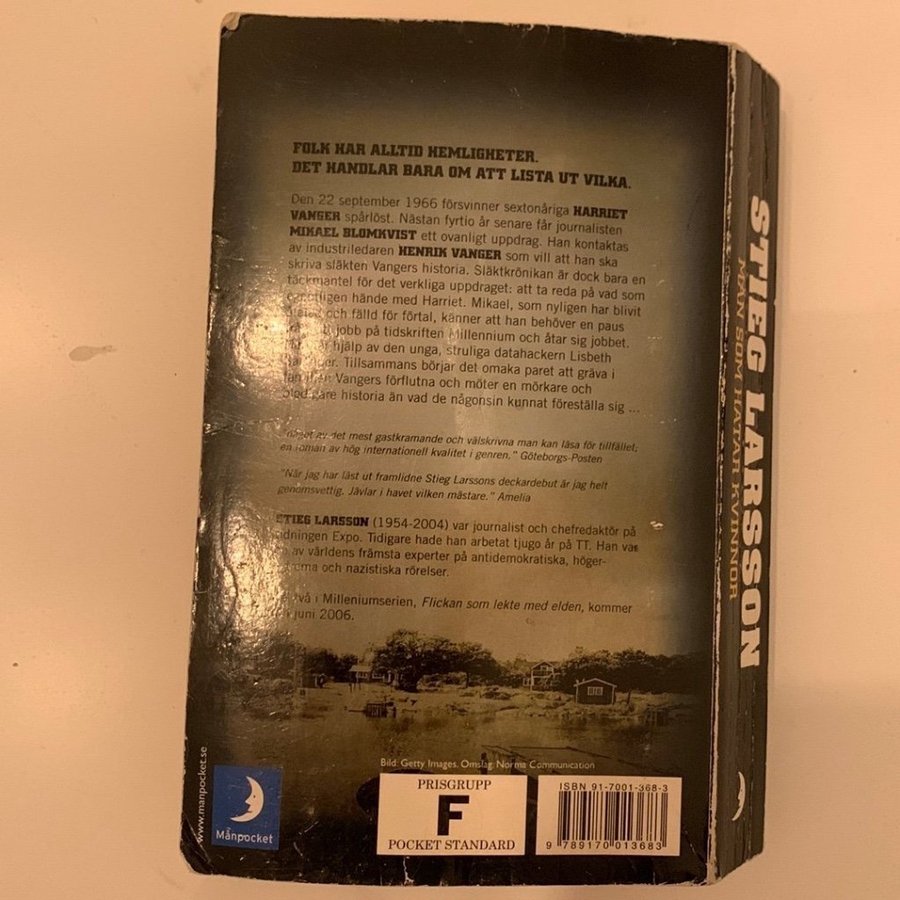 FOLK HAR ALLTID HEMLIGHETER.
DET HANDLAR BARA OM ATT LISTA UT VILKA.
Den 22 september 1966 försvinner sextonåriga HARRIET
VANGER spårlöst. Nästan fyrtio år senare får journalisten
MIKAEL BLOMKVIST ett ovanligt uppdrag. Han kontaktas
av industriledaren HENRIK VANGER som vill att han ska
skriva släkten Vangers historia. Släktkrönikan är dock bara en
täckmantel för det verkliga uppdraget: att ta reda på vad som
egentligen hände med Harriet. Mikael, som nyligen har blivit
och fälld för förtal, känner att han behöver en paus
jobb på tidskriften Millennium och åtar sig jobbet.
hjälp av den unga, struliga datahackern Lisbeth
Tillsammans börjar det omaka paret att gräva i
Vangers förflutna och möter en mörkare och
historia än vad de någonsin kunnat föreställa sig ...
"Något av det mest gastkramande och välskrivna man kan läsa för tillfället;
en roman av hög internationell kvalitet i genren." Göteborgs-Posten
"När jag har läst ut framlidne Stieg Larssons deckardebut är jag helt
genomsvettig. Jävlar i havet vilken mästare." Amelia
STIEG LARSSON (1954-2004) var journalist och chefredaktör på
tidningen Expo. Tidigare hade han arbetat tjugo år på TT. Han var
av världens främsta experter på antidemokratiska, höger-
och nazistiska rörelser.
i Milleniumserien, Flickan som lekte med elden, kommer
juni 2006.
Bild: Getty Images. Omslag: Norma Communication
www.manpocket.se
Månpocket
PRISGRUPP
F
POCKET STANDARD
ISBN 91-7001-368-3
9 789170 013683
STIEG LARSSON
MÄN SOM HATAR KVINNOR